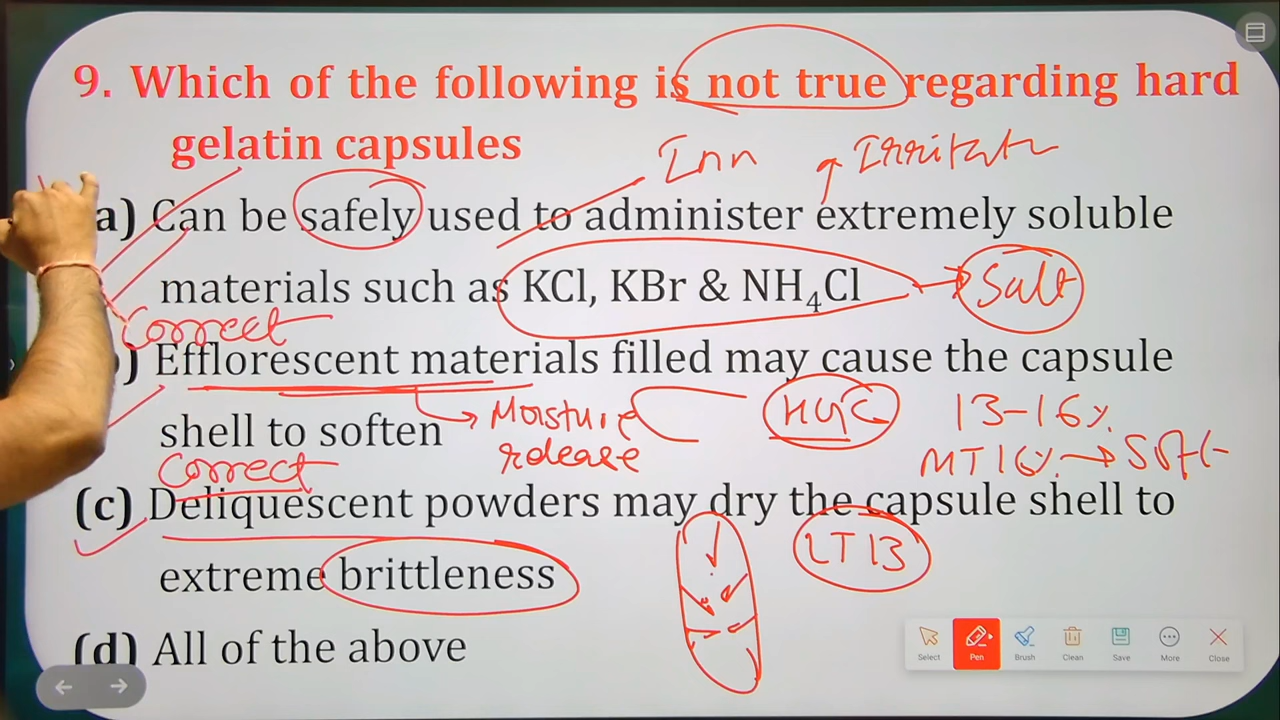 9. Which of the following is not true regarding hard
gelatin capsules
Inn
Irritate
a) Can be safely used to administer extremely soluble
materials such as KCl, KBr & NH₄Cl
Salt
Correct
) Efflorescent materials filled may cause the capsule
shell to soften
Moisture
release
HGC
13-16%
MT16% → Soft
Correct
(c) Deliquescent powders may dry the capsule shell to
extreme brittleness
LT13
(d) All of the above
Select Pen Brush Clean Save More Close